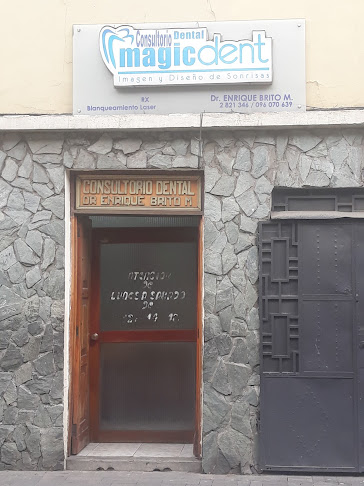 Consultorio Dental
magicdent
Imagen y Diseño de Sonrisas
RX
Blanqueamiento Laser
Dr. ENRIQUE BRITO M.
2 821 346 / 096 070 639
CONSULTORIO DENTAL
DR ENRIQUE BRITO M
ATENCION
LUNES A SABADO